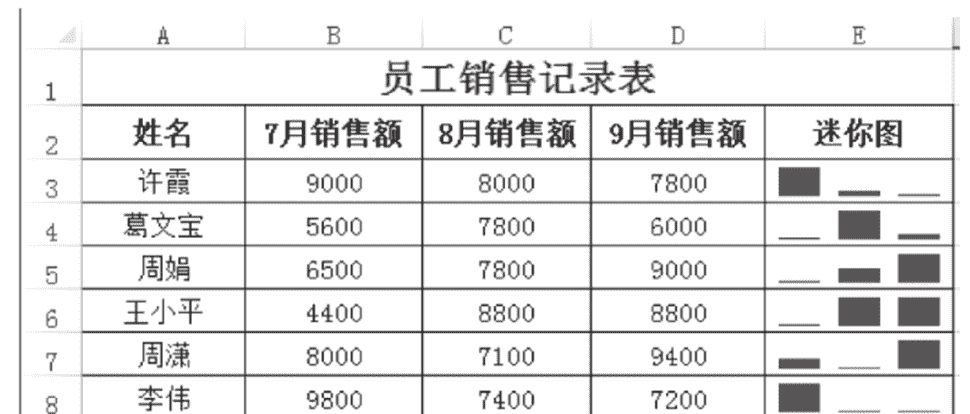 A B C D E
1 员工销售记录表
2 姓名 7月销售额 8月销售额 9月销售额 迷你图
3 许霞 9000 8000 7800
4 葛文宝 5600 7800 6000
5 周娟 6500 7800 9000
6 王小平 4400 8800 8800
7 周潇 8000 7100 9400
8 李伟 9800 7400 7200